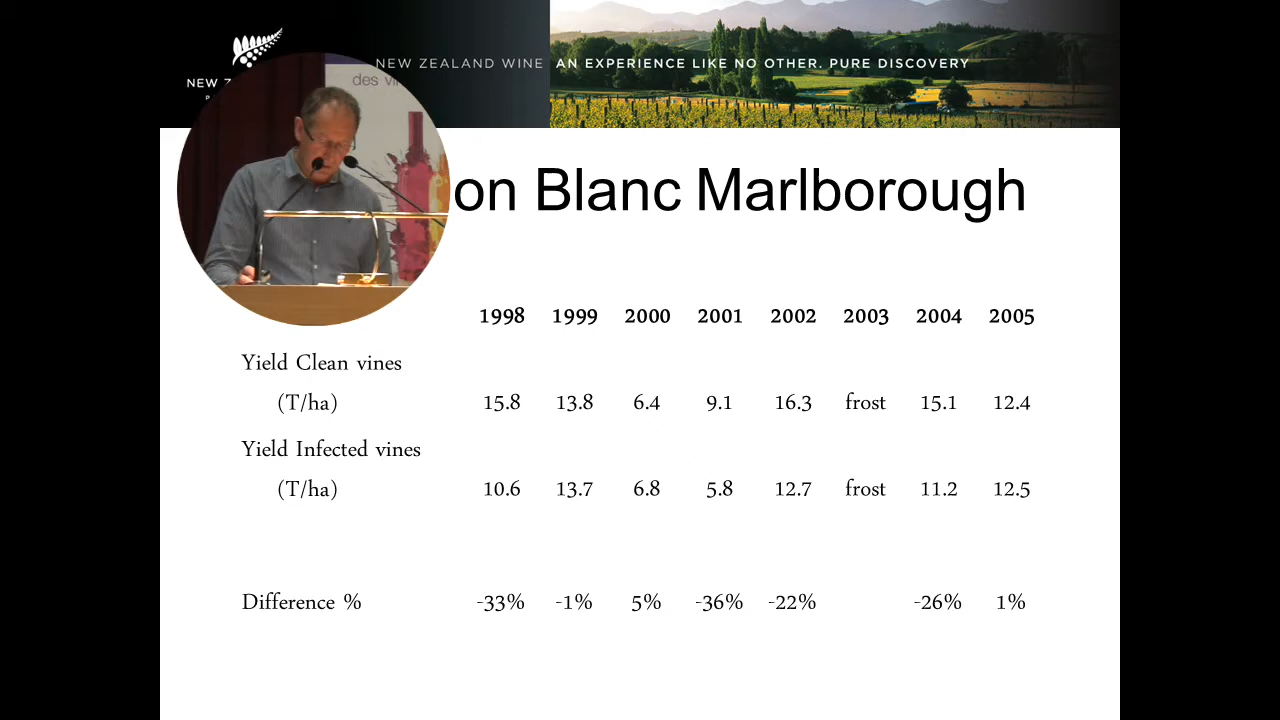 NEW ZEALAND WINE AN EXPERIENCE LIKE NO OTHER. PURE DISCOVERY
NEW
des
on Blanc Marlborough
1998 1999 2000 2001 2002 2003 2004 2005
Yield Clean vines
(T/ha) 15.8 13.8 6.4 9.1 16.3 frost 15.1 12.4
Yield Infected vines
(T/ha) 10.6 13.7 6.8 5.8 12.7 frost 11.2 12.5
Difference % -33% -1% 5% -36% -22% -26% 1%